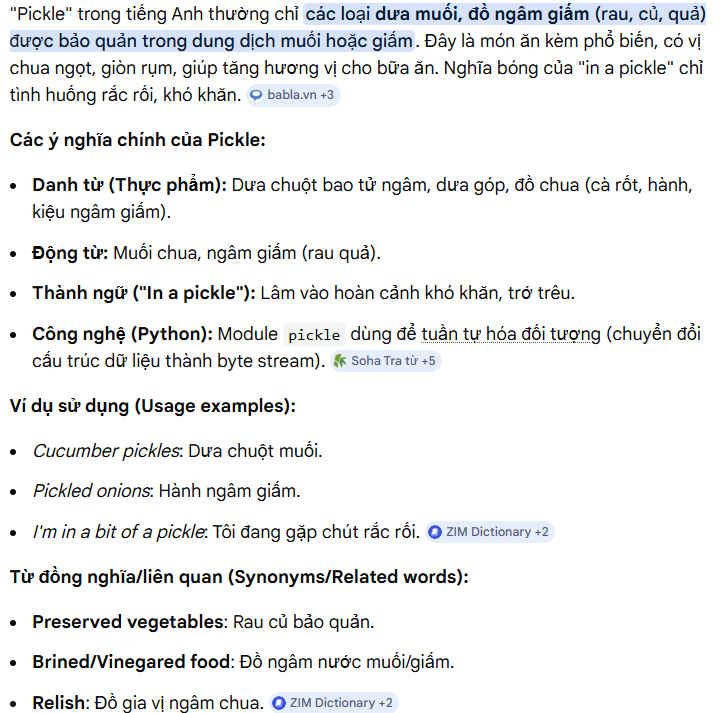 "Pickle" trong tiếng Anh thường chỉ các loại dưa muối, đồ ngâm giấm (rau, củ, quả)
được bảo quản trong dung dịch muối hoặc giấm. Đây là món ăn kèm phổ biến, có vị
chua ngọt, giòn rụm, giúp tăng hương vị cho bữa ăn. Nghĩa bóng của "in a pickle" chỉ
tình huống rắc rối, khó khăn. babla.vn +3
Các ý nghĩa chính của Pickle:
• Danh từ (Thực phẩm): Dưa chuột bao tử ngâm, dưa góp, đồ chua (cà rốt, hành,
kiệu ngâm giấm).
• Động từ: Muối chua, ngâm giấm (rau quả).
• Thành ngữ ("In a pickle"): Lâm vào hoàn cảnh khó khăn, trớ trêu.
• Công nghệ (Python): Module pickle dùng để tuần tự hóa đối tượng (chuyển đổi
cấu trúc dữ liệu thành byte stream). Soha Tra từ +5
Ví dụ sử dụng (Usage examples):
• Cucumber pickles: Dưa chuột muối.
• Pickled onions: Hành ngâm giấm.
• I'm in a bit of a pickle: Tôi đang gặp chút rắc rối. ZIM Dictionary +2
Từ đồng nghĩa/liên quan (Synonyms/Related words):
• Preserved vegetables: Rau củ bảo quản.
• Brined/Vinegared food: Đồ ngâm nước muối/giấm.
• Relish: Đồ gia vị ngâm chua. ZIM Dictionary +2